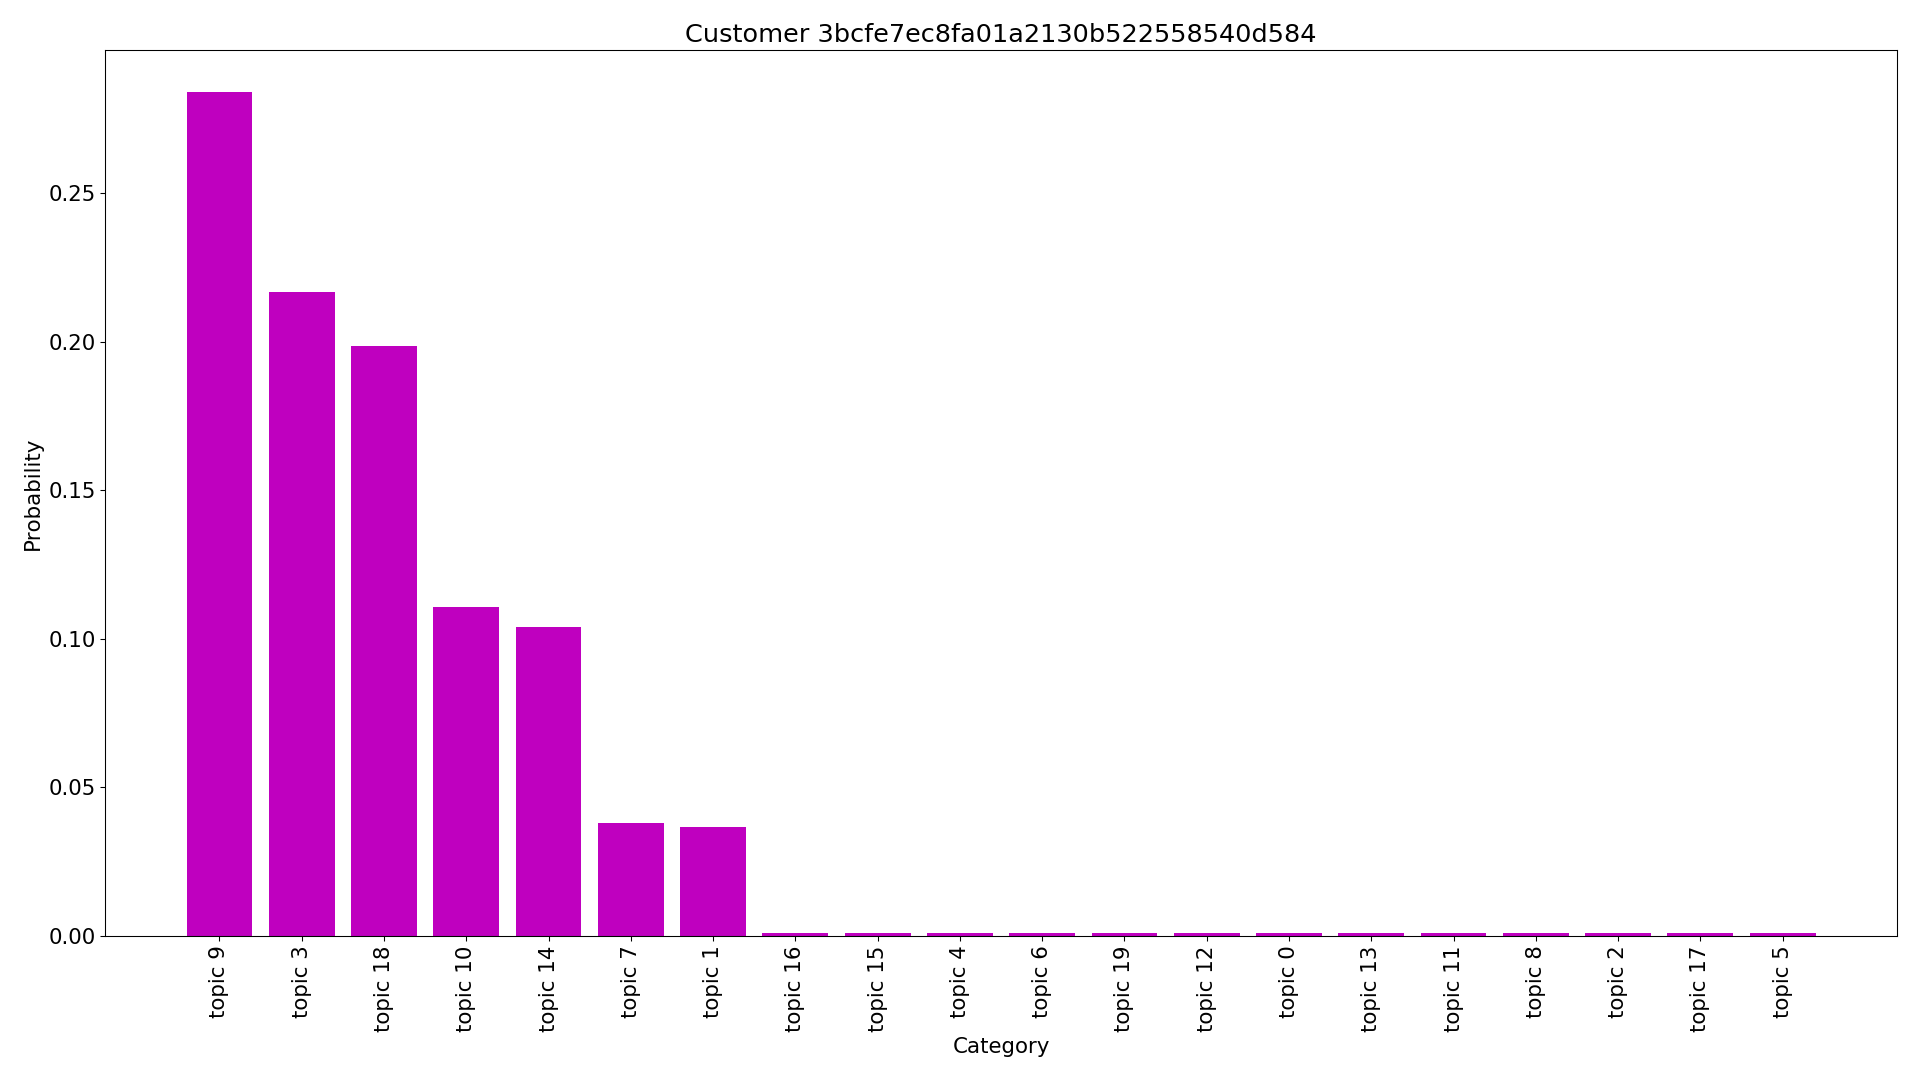 Customer 3bcfe7ec8fa01a2130b522558540d584
Probability
0.25
0.20
0.15
0.10
0.05
0.00
topic 9
topic 3
topic 18
topic 10
topic 14
topic 7
topic 1
topic 16
topic 15
topic 4
topic 6
topic 19
topic 12
topic 0
topic 13
topic 11
topic 8
topic 2
topic 17
topic 5
Category